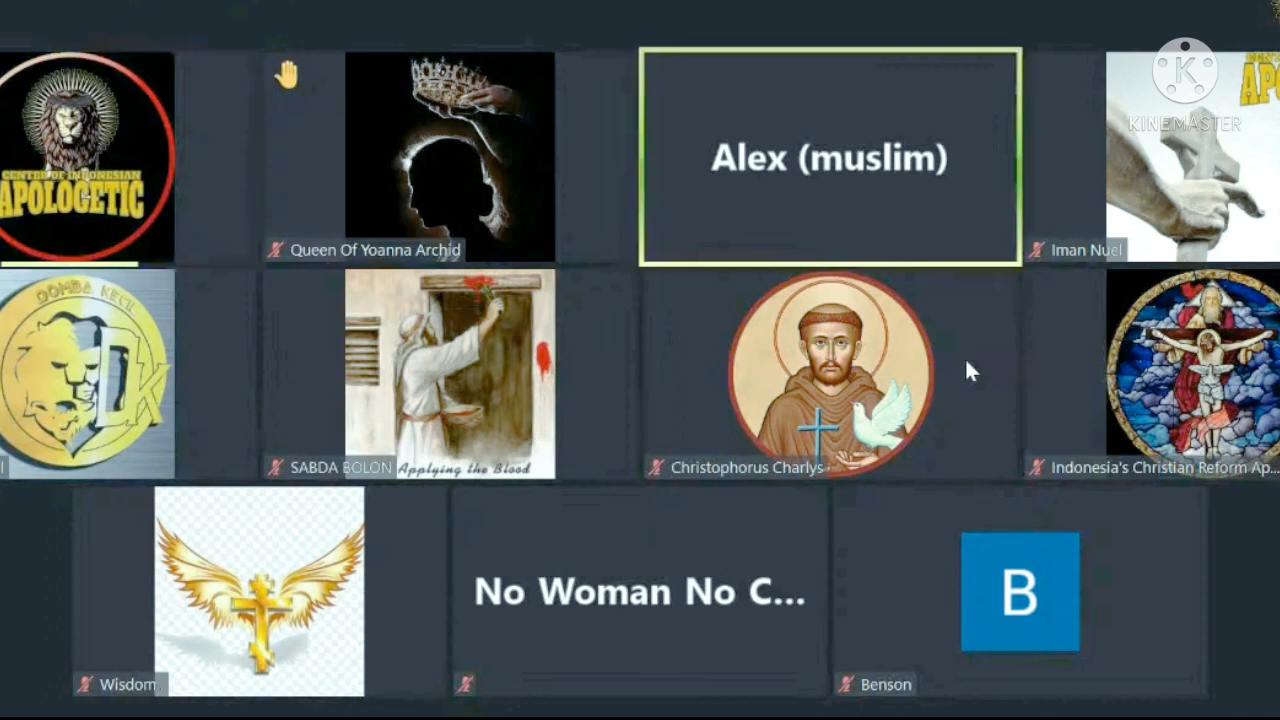 CENTER OF INDONESIAN
APOLOGETIC
Queen Of Yoanna Archid
Alex (muslim)
KINEMASTER
Iman Nuel
DOMBA KECIL
DK
SABDA BOLON
Applying the Blood
Christophorus Charlys
Indonesia's Christian Reform Ap...
Wisdom
No Woman No C...
B
Benson